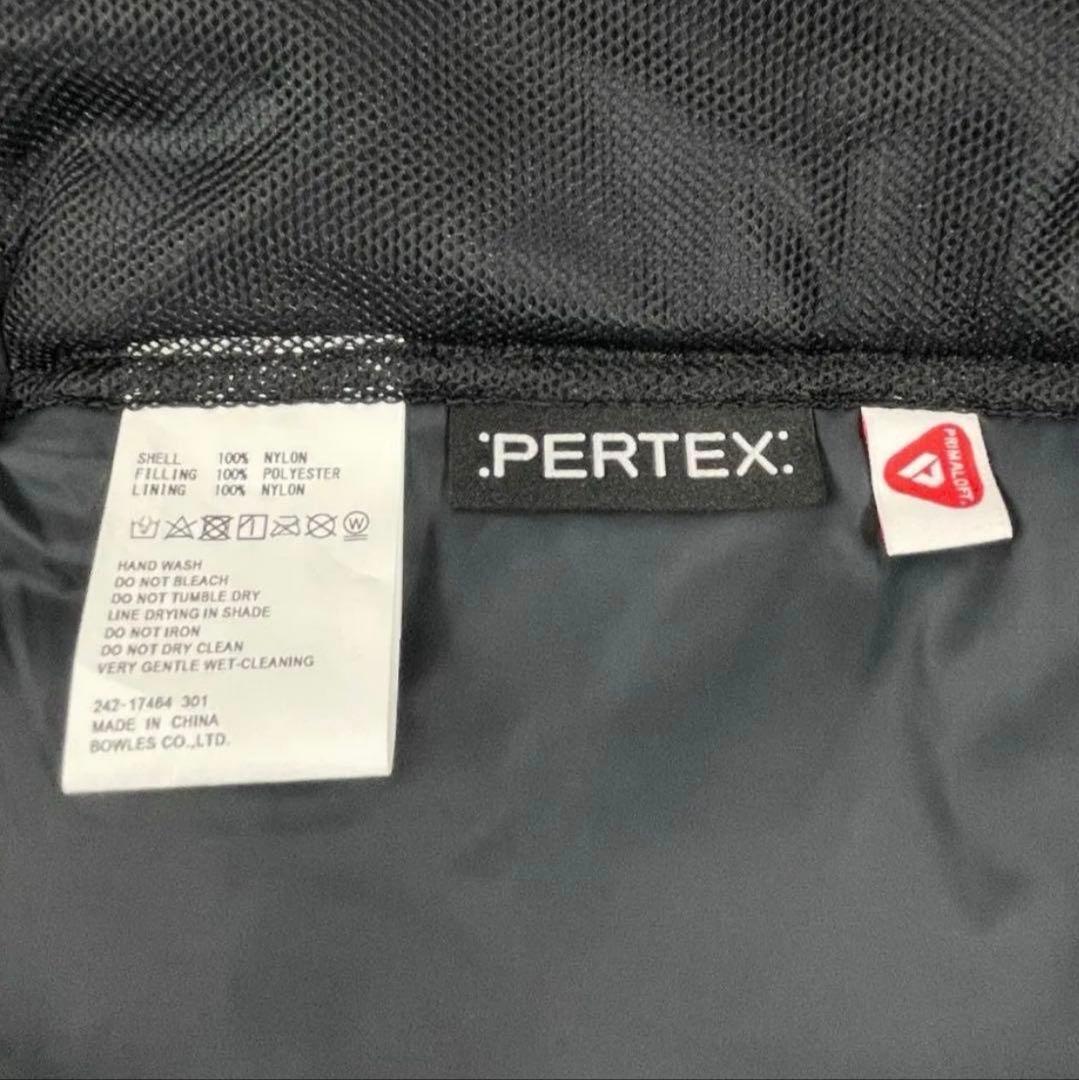 SHELL 100% NYLON
FILLING 100% POLYESTER
LINING 100% NYLON
W
HAND WASH
DO NOT BLEACH
DO NOT TUMBLE DRY
LINE DRYING IN SHADE
DO NOT IRON
DO NOT DRY CLEAN
VERY GENTLE WET-CLEANING
242-17464 301
MADE IN CHINA
BOWLES CO.,LTD.
:PERTEX:
PRIMALOFT®